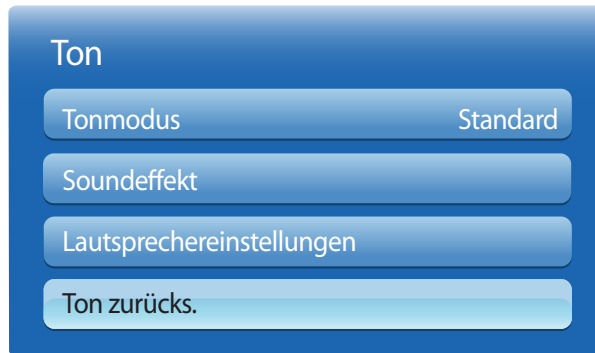 Ton
Tonmodus Standard
Soundeffekt
Lautsprechereinstellungen
Ton zurücks.